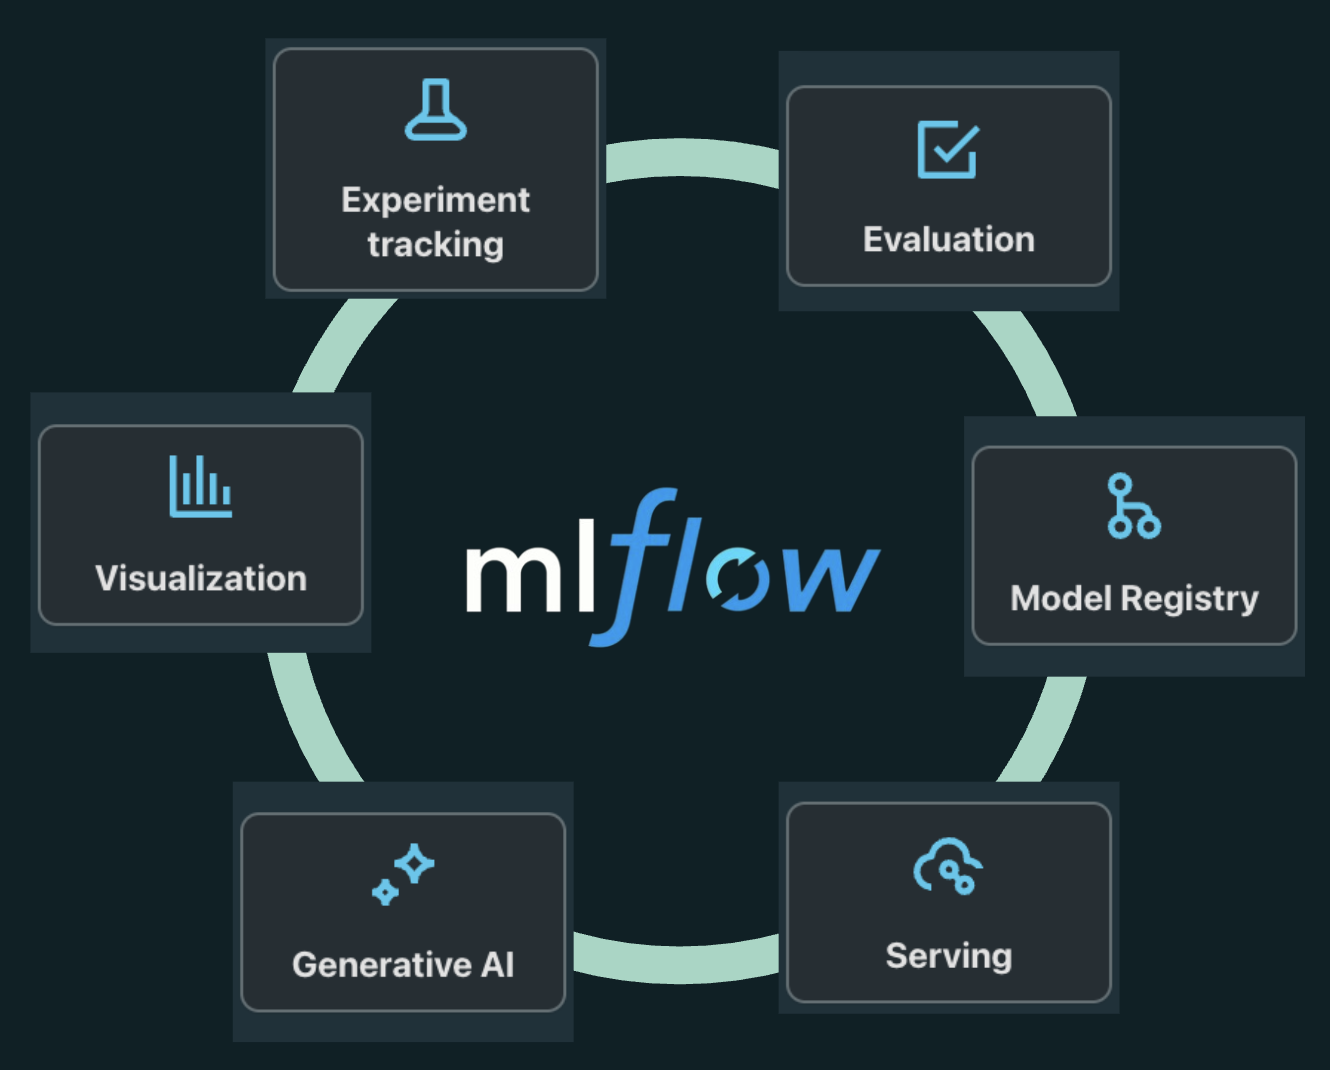 Experiment
tracking
Evaluation
Visualization
mlflow
Model Registry
Generative AI
Serving